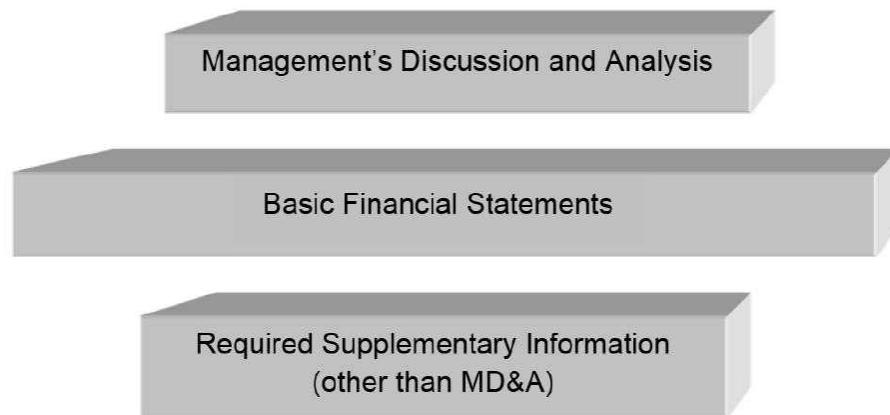 Management's Discussion and Analysis
Basic Financial Statements
Required Supplementary Information
(other than MD&A)